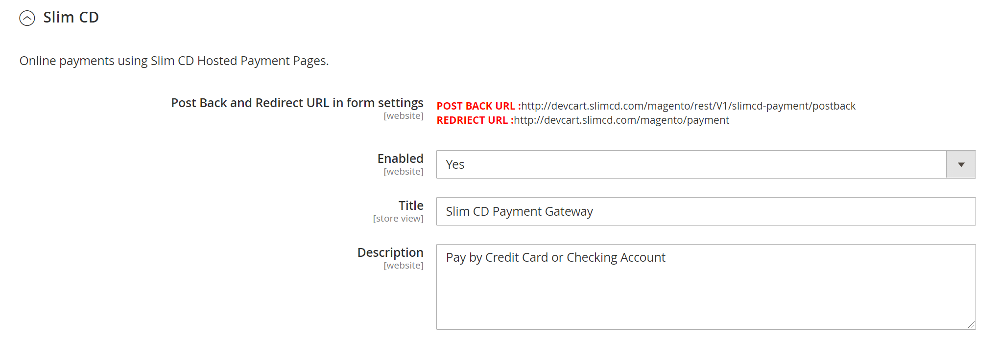 Slim CD
Online payments using Slim CD Hosted Payment Pages.
Post Back and Redirect URL in form settings
[website]
POST BACK URL :http://devcart.slimcd.com/magento/rest/V1/slimcd-payment/postback
REDRIECT URL :http://devcart.slimcd.com/magento/payment
Enabled
[website]
Yes
Title
[store view]
Slim CD Payment Gateway
Description
[website]
Pay by Credit Card or Checking Account